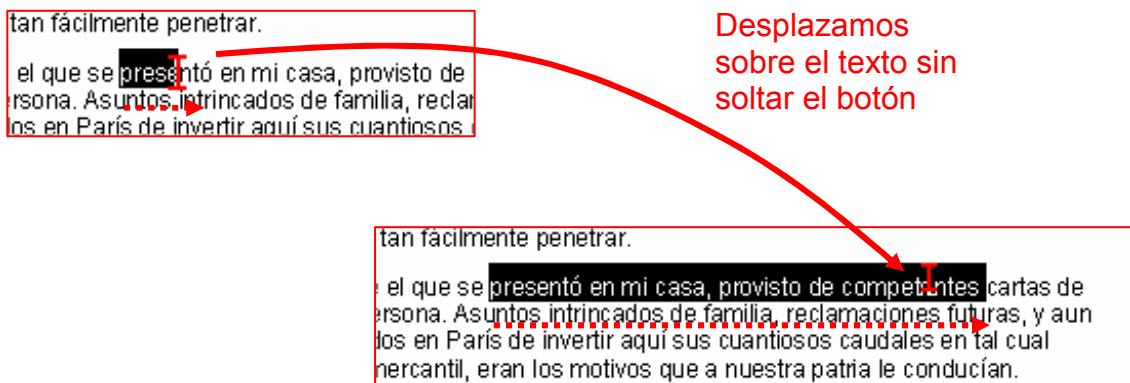 tan fácilmente penetrar.
el que se presentó en mi casa, provisto de
rsona. Asuntos intrincados de familia, reclar
los en París de invertir aquí sus cuantiosos
Desplazamos
sobre el texto sin
soltar el botón
tan fácilmente penetrar.
el que se presentó en mi casa, provisto de competentes cartas de
ersona. Asuntos intrincados de familia, reclamaciones futuras, y aun
dos en París de invertir aquí sus cuantiosos caudales en tal cual
mercantil, eran los motivos que a nuestra patria le conducían.